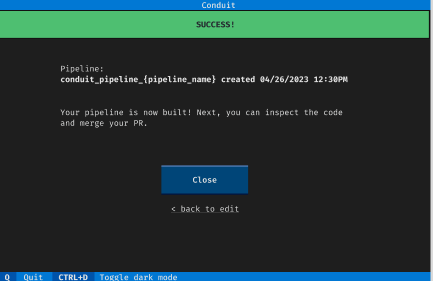 Conduit
SUCCESS!
Pipeline:
conduit_pipeline_{pipeline_name} created 04/26/2023 12:30PM
Your pipeline is now built! Next, you can inspect the code
and merge your PR.
Close
< back to edit
Q Quit CTRL+D Toggle dark mode